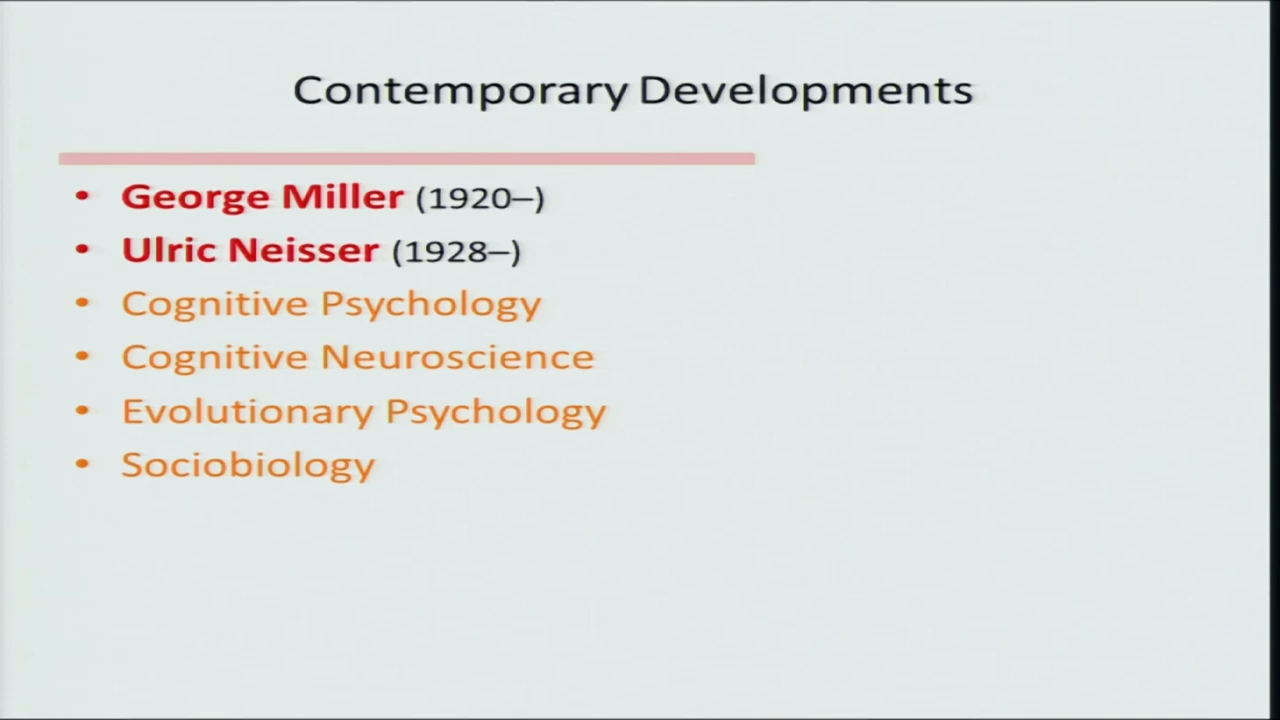 Contemporary Developments
• George Miller (1920–)
• Ulric Neisser (1928–)
• Cognitive Psychology
• Cognitive Neuroscience
• Evolutionary Psychology
• Sociobiology